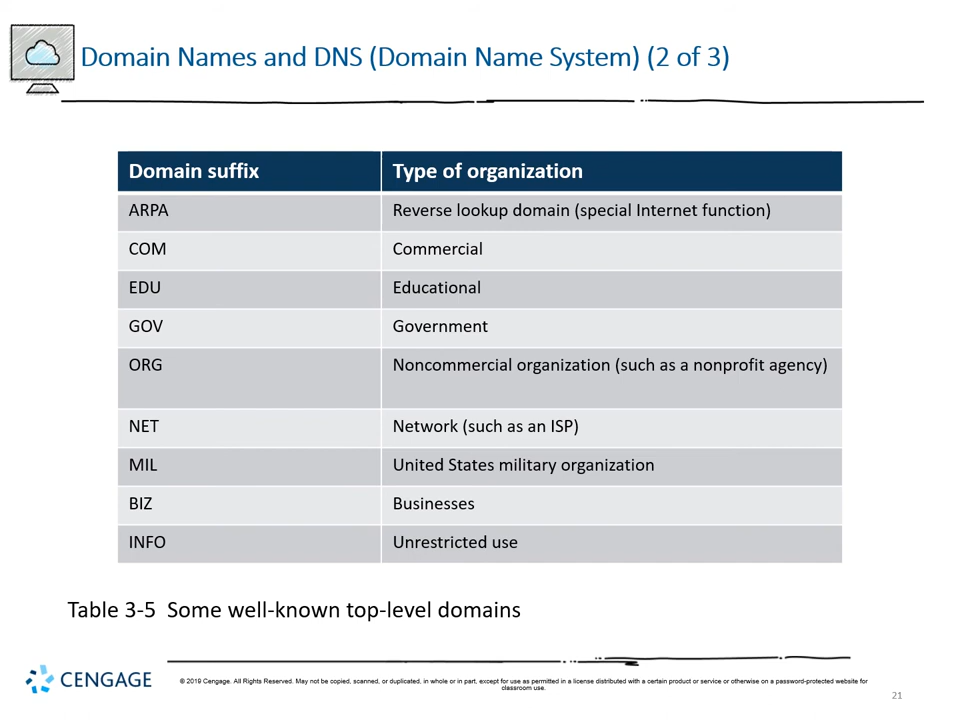 Domain Names and DNS (Domain Name System) (2 of 3)
Domain suffix Type of organization
ARPA Reverse lookup domain (special Internet function)
COM Commercial
EDU Educational
GOV Government
ORG Noncommercial organization (such as a nonprofit agency)
NET Network (such as an ISP)
MIL United States military organization
BIZ Businesses
INFO Unrestricted use
Table 3-5 Some well-known top-level domains
CENGAGE
© 2019 Cengage. All Rights Reserved. May not be copied, scanned, or duplicated, in whole or in part, except for use as permitted in a license distributed with a certain product or service or otherwise on a password-protected website for
classroom use.
21